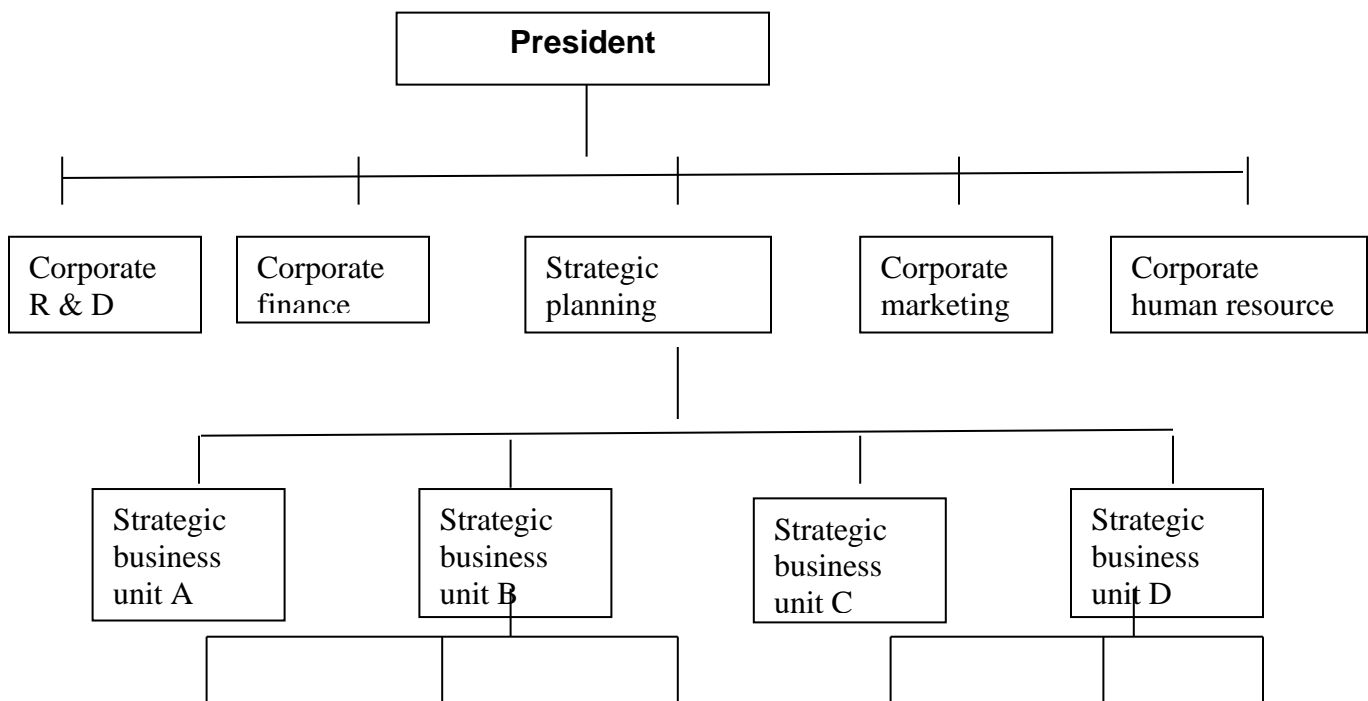 President
Corporate
R & D
Corporate
finance
Strategic
planning
Corporate
marketing
Corporate
human resource
Strategic
business
unit A
Strategic
business
unit B
Strategic
business
unit C
Strategic
business
unit D